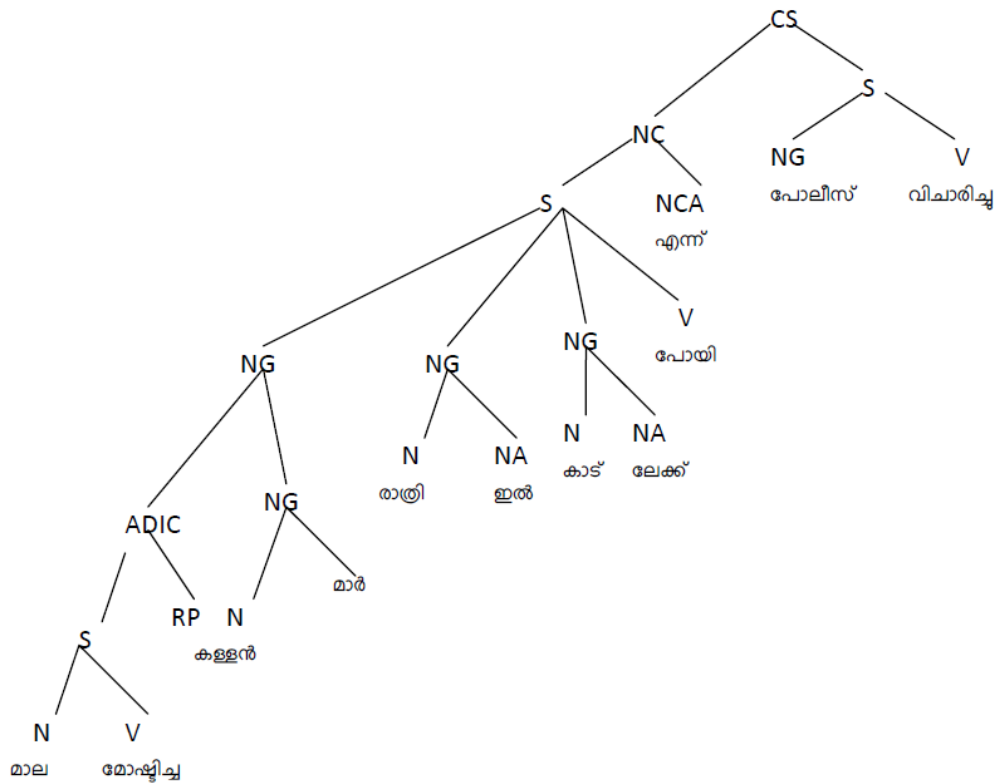 CS
S
NC
NG V
പോലീസ് വിചാരിച്ചു
S NCA
എന്ന്
V
പോയി
NG NG NG
N NA
കാട് ലേക്ക്
N NA
രാത്രി ഇൽ
NG
ADIC
മാർ
RP N
കള്ളൻ
S
N V
മാല മോഷ്ടിച്ച